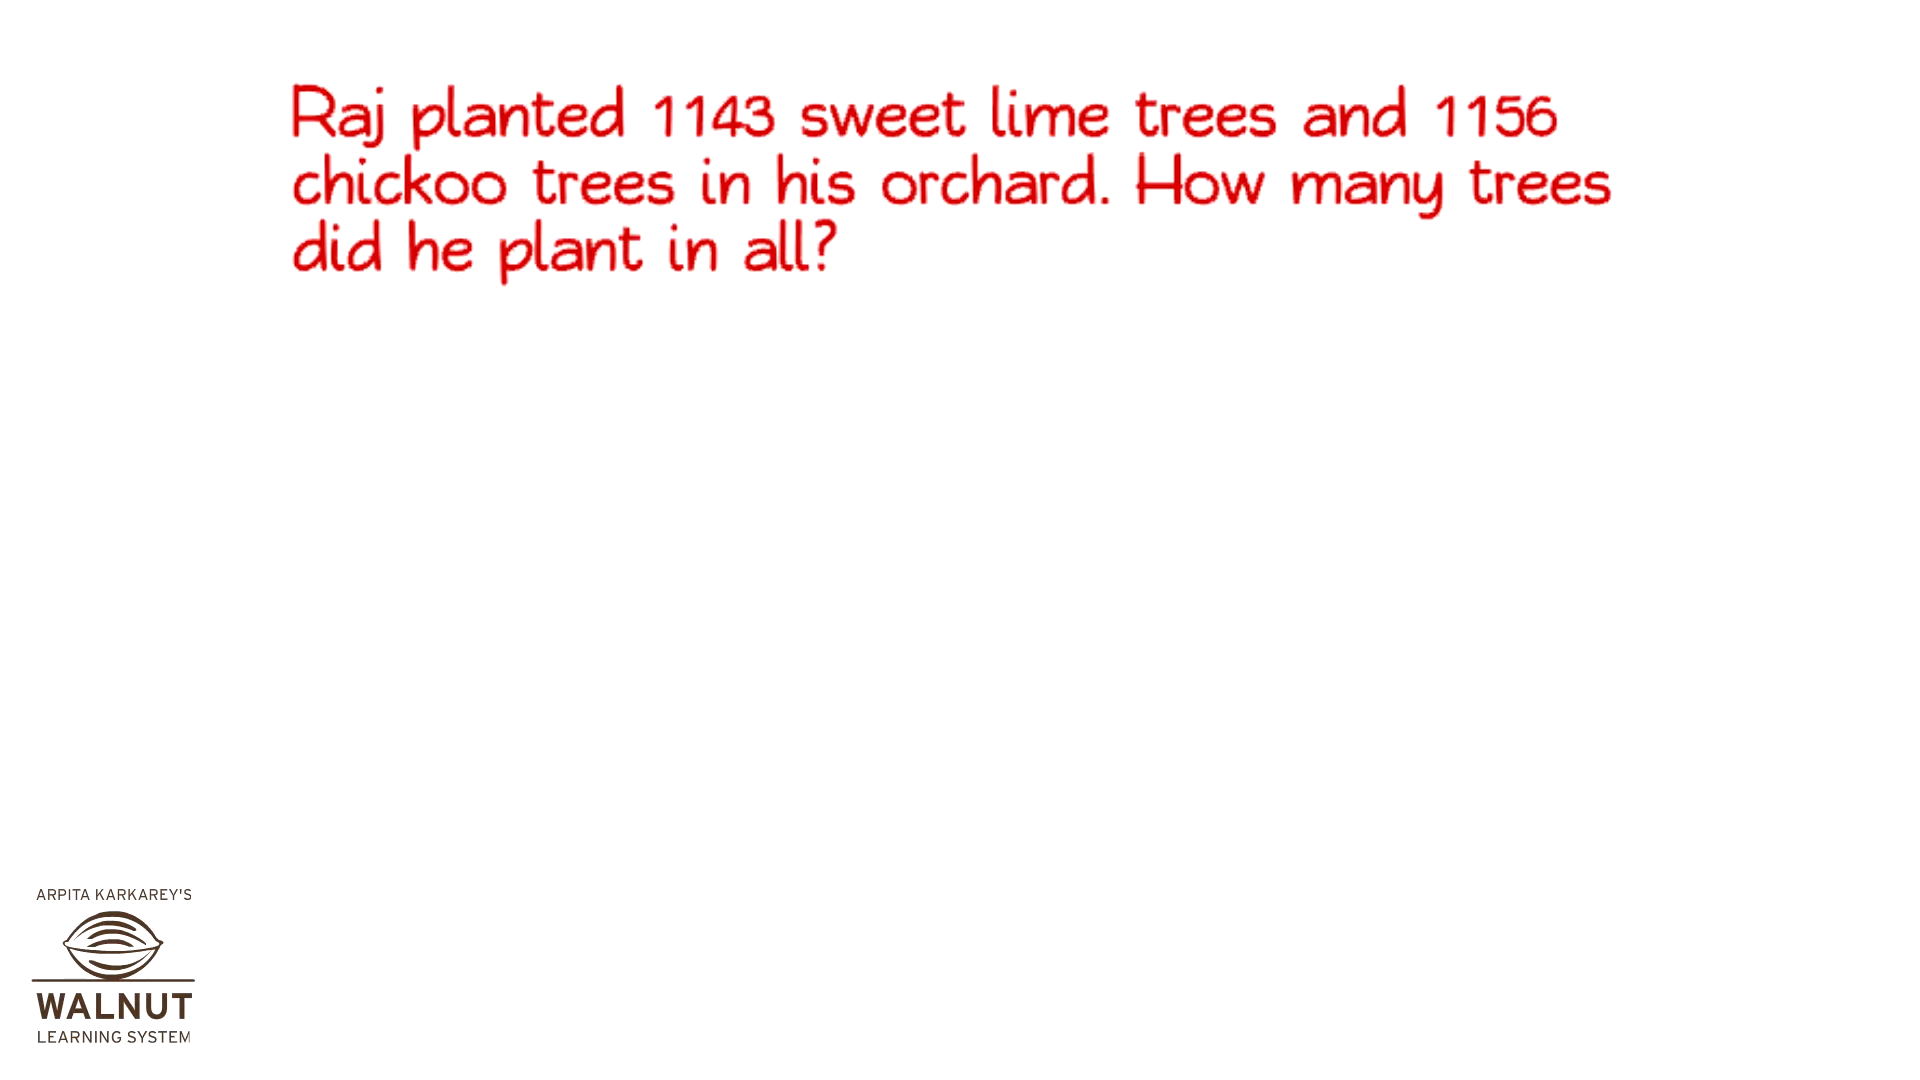 Raj planted 1143 sweet lime trees and 1156
chickoo trees in his orchard. How many trees
did he plant in all?
ARPITA KARKAREY'S
WALNUT
LEARNING SYSTEM